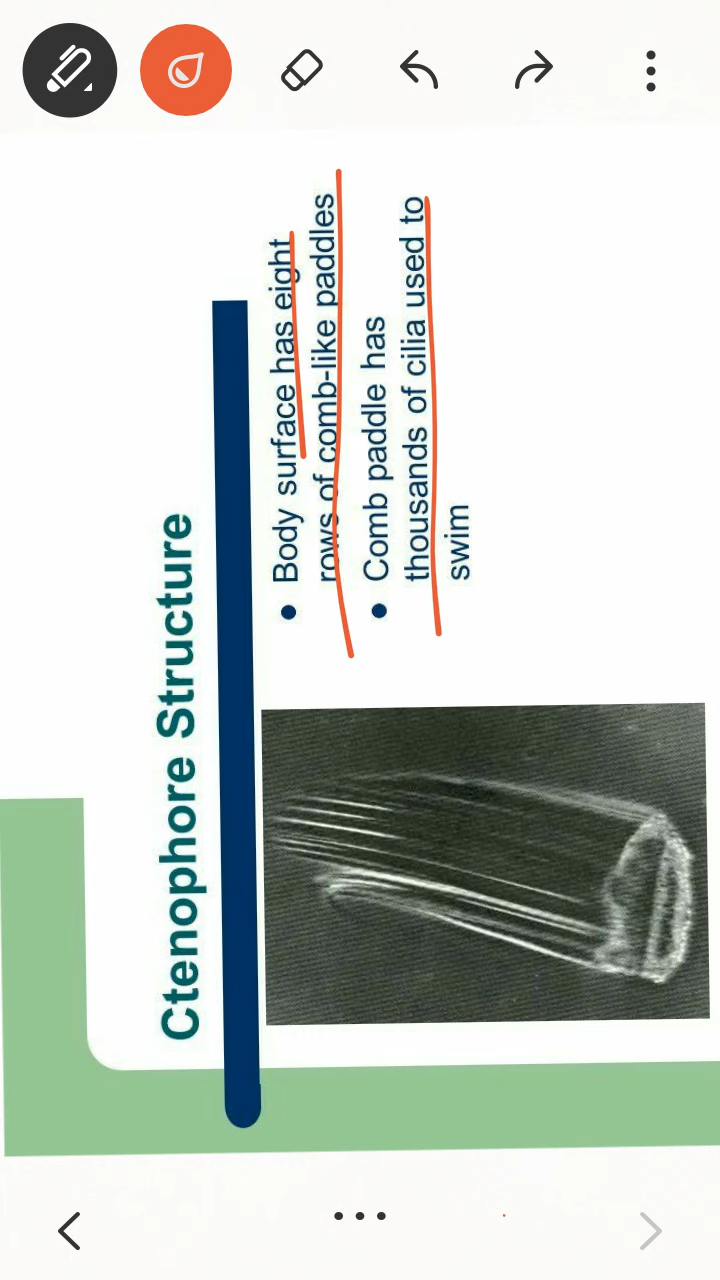 Ctenophore Structure
● Body surface has eight
rows of comb-like paddles
● Comb paddle has
thousands of cilia used to
swim